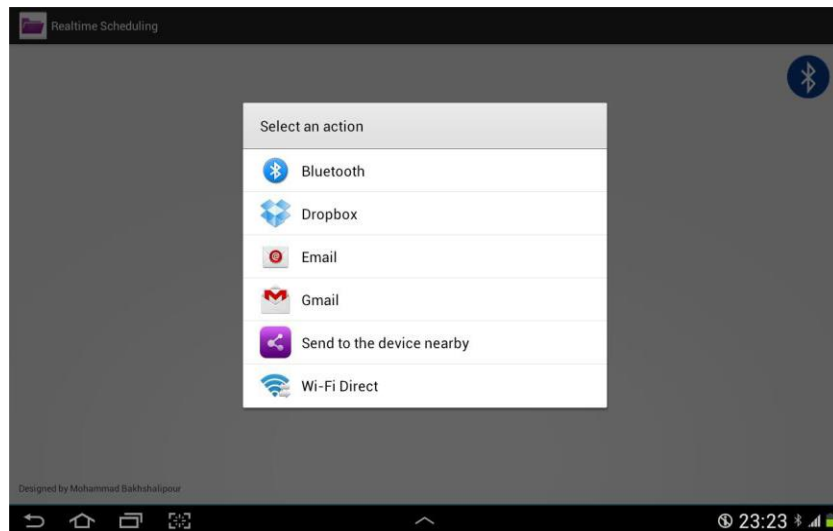 Realtime Scheduling
Select an action
Bluetooth
Dropbox
Email
Gmail
Send to the device nearby
Wi-Fi Direct
Designed by Mohammad Bakhshalipour
23:23